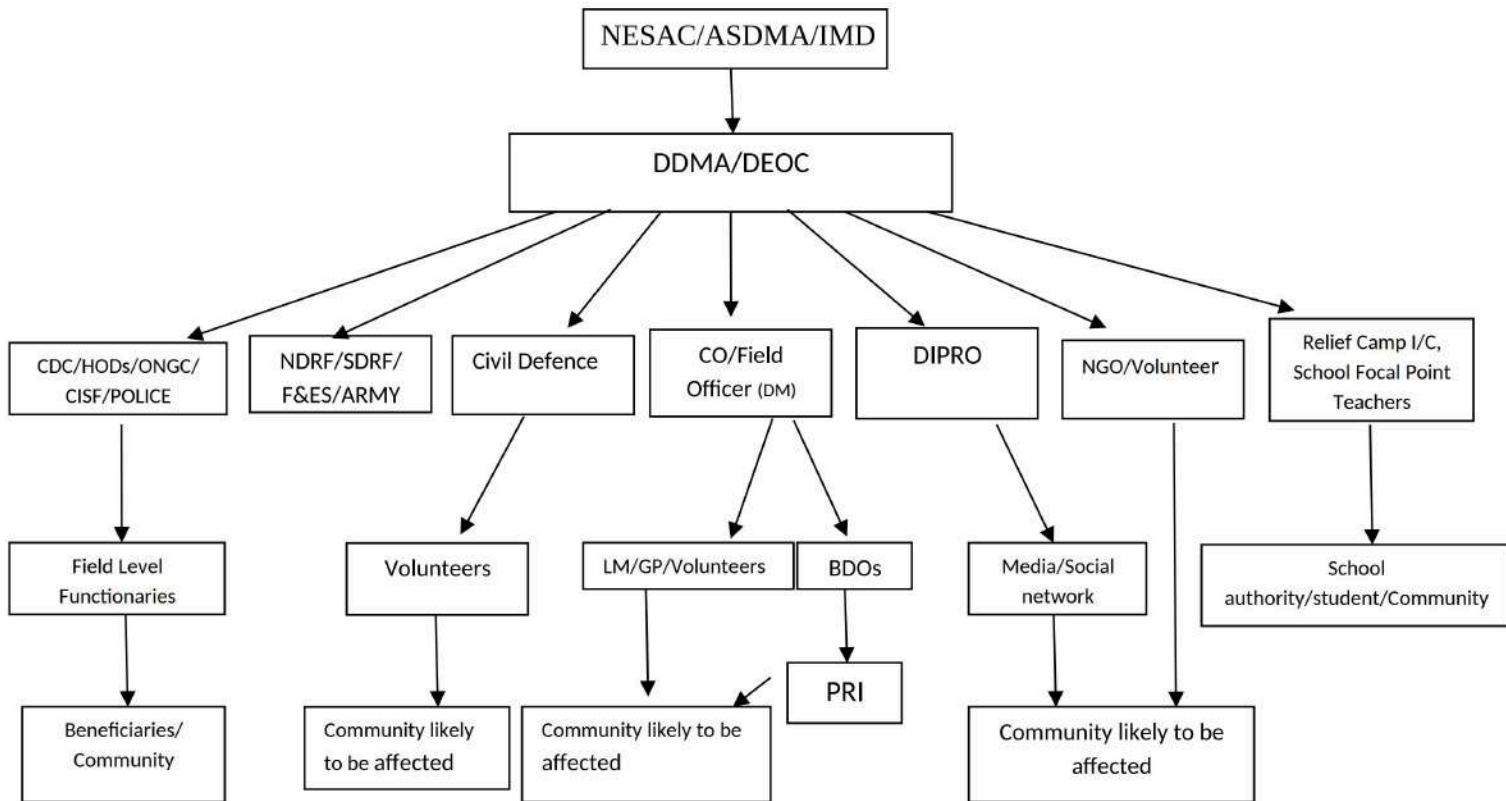 NESAC/ASDMA/IMD
DDMA/DEOC
CDC/HODs/ONGC/
CISF/POLICE
NDRF/SDRF/
F&ES/ARMY
Civil Defence
CO/Field
Officer (DM)
DIPRO
NGO/Volunteer
Relief Camp I/C,
School Focal Point
Teachers
Field Level
Functionaries
Volunteers
LM/GP/Volunteers
BDOs
Media/Social
network
School
authority/student/Community
PRI
Beneficiaries/
Community
Community likely
to be affected
Community likely to be
affected
Community likely to be
affected